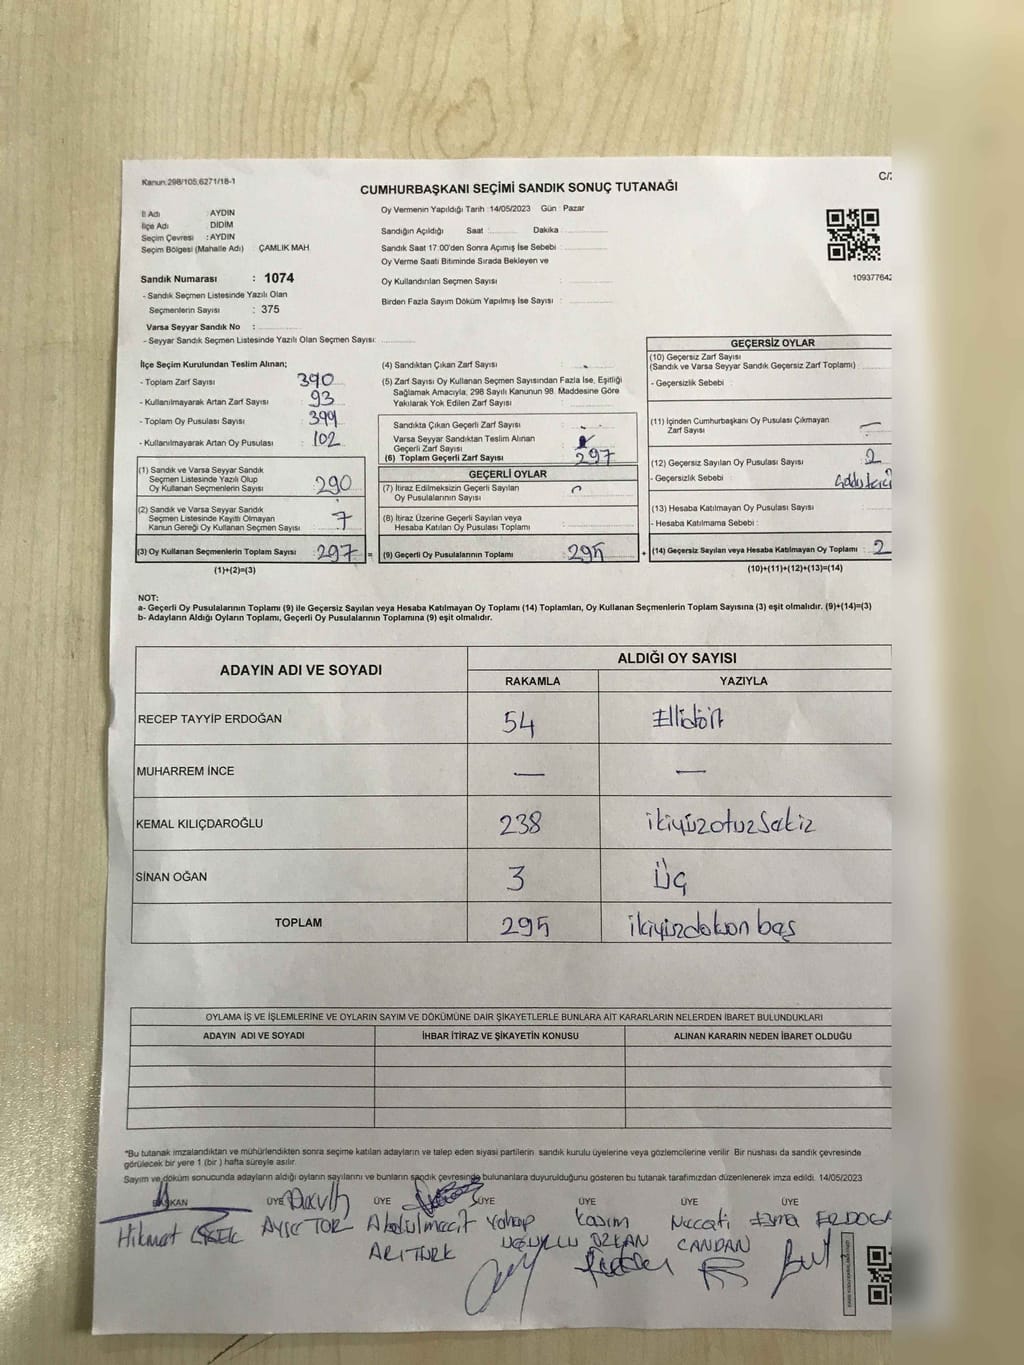 Kanun.298/105,6271/18-1
CUMHURBAŞKANI SEÇİMİ SANDIK SONUÇ TUTANAĞI
İl Adı : AYDIN
İlçe Adı : DİDİM
Seçim Çevresi : AYDIN
Seçim Bölgesi (Mahalle Adı) ÇAMLIK MAH
Sandık Numarası : 1074
- Sandık Seçmen Listesinde Yazılı Olan
Seçmenlerin Sayısı : 375
Varsa Seyyar Sandık No :
- Seyyar Sandık Seçmen Listesinde Yazılı Olan Seçmen Sayısı:
Oy Vermenin Yapıldığı Tarih :14/05/2023 Gün : Pazar
Sandığın Açıldığı Saat : Dakika
Sandık Saat 17:00'den Sonra Açımış İse Sebebi :
Oy Verme Saati Bitiminde Sırada Bekleyen ve
Oy Kullandırılan Seçmen Sayısı :
Birden Fazla Sayım Döküm Yapılmış İse Sayısı :
10937764
İlçe Seçim Kurulundan Teslim Alınan;
- Toplam Zarf Sayısı 390
- Kullanılmayarak Artan Zarf Sayısı 93
- Toplam Oy Pusulası Sayısı 399
- Kullanılmayarak Artan Oy Pusulası 102
(1) Sandık ve Varsa Seyyar Sandık
Seçmen Listesinde Yazılı Olup
Oy Kullanan Seçmenlerin Sayısı 290
(2) Sandık ve Varsa Seyyar Sandık
Seçmen Listesinde Kayıtlı Olmayan
Kanun Gereği Oy Kullanan Seçmen Sayısı 7
(3) Oy Kullanan Seçmenlerin Toplam Sayısı : 297 =
(1)+(2)=(3)
(4) Sandıktan Çıkan Zarf Sayısı :
(5) Zarf Sayısı Oy Kullanan Seçmen Sayısından Fazla İse, Eşitliği
Sağlamak Amacıyla, 298 Sayılı Kanunun 98. Maddesine Göre
Yakılarak Yok Edilen Zarf Sayısı :
Sandıkta Çıkan Geçerli Zarf Sayısı :
Varsa Seyyar Sandıktan Teslim Alınan
Geçerli Zarf Sayısı
(6) Toplam Geçerli Zarf Sayısı : 297
GEÇERLİ OYLAR
(7) İtiraz Edilmeksizin Geçerli Sayılan
Oy Pusulalarının Sayısı
(8) İtiraz Üzerine Geçerli Sayılan veya
Hesaba Katılan Oy Pusulası Toplamı :
(9) Geçerli Oy Pusulalarının Toplamı : 295 +
GEÇERSİZ OYLAR
(10) Geçersiz Zarf Sayısı
(Sandık ve Varsa Seyyar Sandık Geçersiz Zarf Toplamı) :
- Geçersizlik Sebebi :
(11) İçinden Cumhurbaşkanı Oy Pusulası Çıkmayan
Zarf Sayısı : —
(12) Geçersiz Sayılan Oy Pusulası Sayısı : 2
- Geçersizlik Sebebi :
(13) Hesaba Katılmayan Oy Pusulası Sayısı :
- Hesaba Katılmama Sebebi :
(14) Geçersiz Sayılan veya Hesaba Katılmayan Oy Toplamı : 2
(10)+(11)+(12)+(13)=(14)
NOT:
a- Geçerli Oy Pusulalarının Toplamı (9) ile Geçersiz Sayılan veya Hesaba Katılmayan Oy Toplamı (14) Toplamları, Oy Kullanan Seçmenlerin Toplam Sayısına (3) eşit olmalıdır. (9)+(14)=(3)
b- Adayların Aldığı Oyların Toplamı, Geçerli Oy Pusulalarının Toplamına (9) eşit olmalıdır.
ADAYIN ADI VE SOYADI ALDIĞI OY SAYISI
RAKAMLA YAZIYLA
RECEP TAYYİP ERDOĞAN 54 Ellidört
MUHARREM İNCE — —
KEMAL KILIÇDAROĞLU 238 ikiyüzotuzSekiz
SİNAN OĞAN 3 Üç
TOPLAM 295 ikiyüzdoksan beş
OYLAMA İŞ VE İŞLEMLERİNE VE OYLARIN SAYIM VE DÖKÜMÜNE DAİR ŞİKAYETLERLE BUNLARA AİT KARARLARIN NELERDEN İBARET BULUNDUKLARI
ADAYIN ADI VE SOYADI İHBAR İTİRAZ VE ŞİKAYETİN KONUSU ALINAN KARARIN NEDEN İBARET OLDUĞU
*Bu tutanak imzalandıktan ve mühürlendikten sonra seçime katılan adayların ve talep eden siyasi partilerin sandık kurulu üyelerine veya gözlemcilerine verilir. Bir nüshası da sandık çevresinde
görülecek bir yere 1 (bir) hafta süreyle asılır.
Sayım ve döküm sonucunda adayların aldığı oyların sayılarını ve bunların sandık çevresinde bulunanlara duyurulduğunu gösteren bu tutanak tarafımızdan düzenlenerek imza edildi. 14/05/2023
BAŞKAN ÜYE ÜYE ÜYE ÜYE ÜYE ÜYE
Hikmet AYŞE TOR Abdülmecit Vahap Kasım Necati Esma ERDOĞA
ARITÜRK UĞURLU ÖZKAN CANDAN